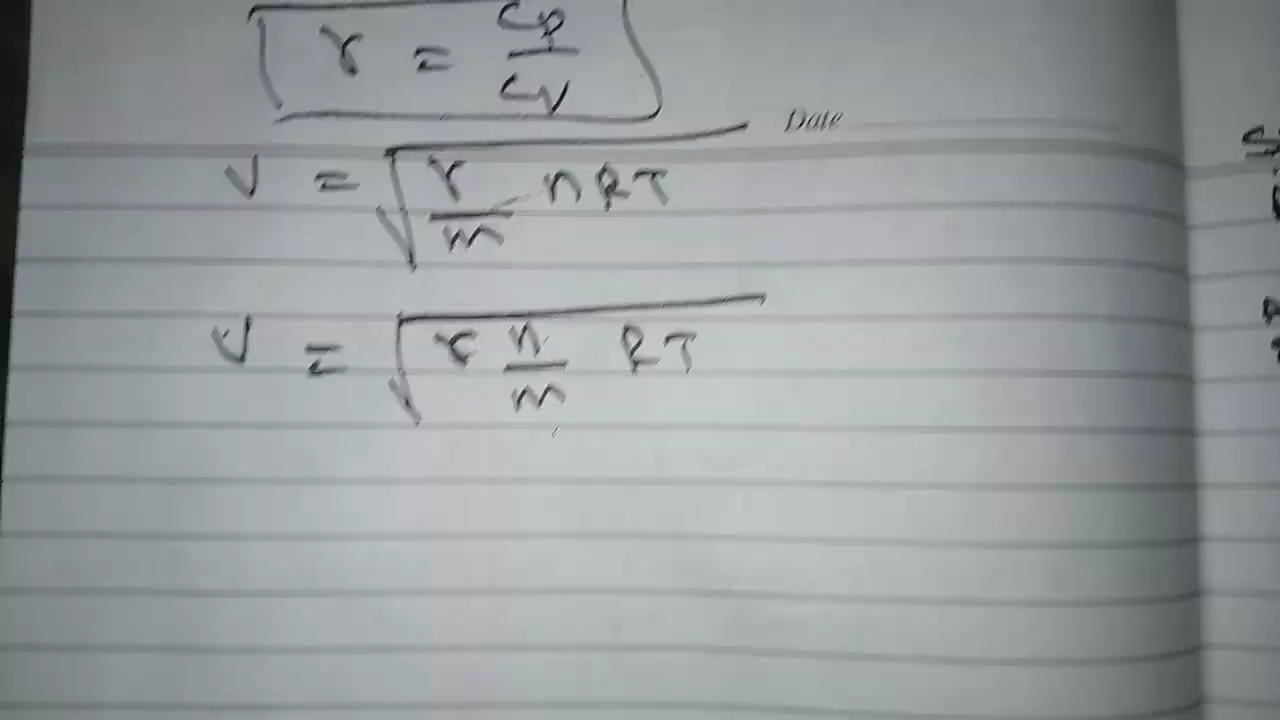 γ = Cp/Cv
Date
V = √(γ/m nRT)
V = √(γ n/m RT)